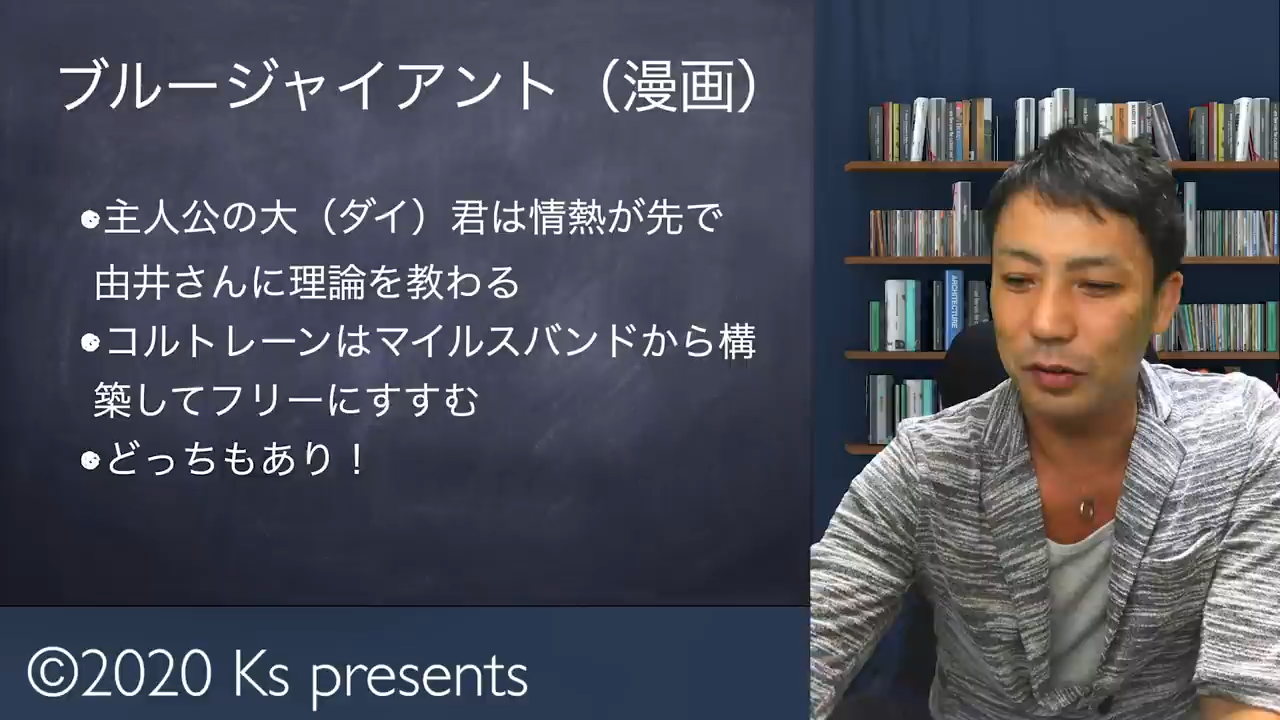 ブルージャイアント（漫画）
●主人公の大（ダイ）君は情熱が先で
由井さんに理論を教わる
●コルトレーンはマイルスバンドから構
築してフリーにすすむ
●どっちもあり！
ARCHITECTURE
©2020 Ks presents